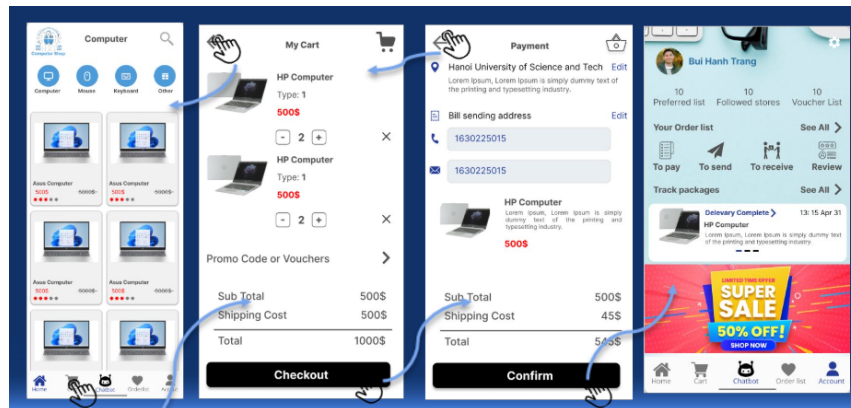 Computer
Computer Shop
Computer
Mouse
Keyboard
Other
Asus Computer
500$
5000$
Asus Computer
500$
5000$
Asus Computer
500$
5000$
Asus Computer
500$
5000$
Home
Chatbot
Orderlist
My Cart
HP Computer
Type: 1
500$
- 2 +
HP Computer
Type: 1
500$
- 2 +
Promo Code or Vouchers
Sub Total 500$
Shipping Cost 500$
Total 1000$
Checkout
Payment
Hanoi University of Science and Tech Edit
Lorem Ipsum, Lorem Ipsum is simply dummy text of
the printing and typesetting industry.
Bill sending address Edit
1630225015
1630225015
HP Computer
Lorem Ipsum, Lorem Ipsum is simply
dummy text of the printing and
typesetting industry.
500$
Sub Total 500$
Shipping Cost 45$
Total 545$
Confirm
Bui Hanh Trang
10 10 10
Preferred list Followed stores Voucher List
Your Order list See All
To pay To send To receive Review
Track packages See All
Delevary Complete 13: 15 Apr 31
HP Computer
Lorem Ipsum, Lorem Ipsum is simply dummy text
of the printing and typesetting industry.
LIMITED TIME OFFER
SUPER
SALE
50% OFF!
SHOP NOW
Home Cart Chatbot Order list Account